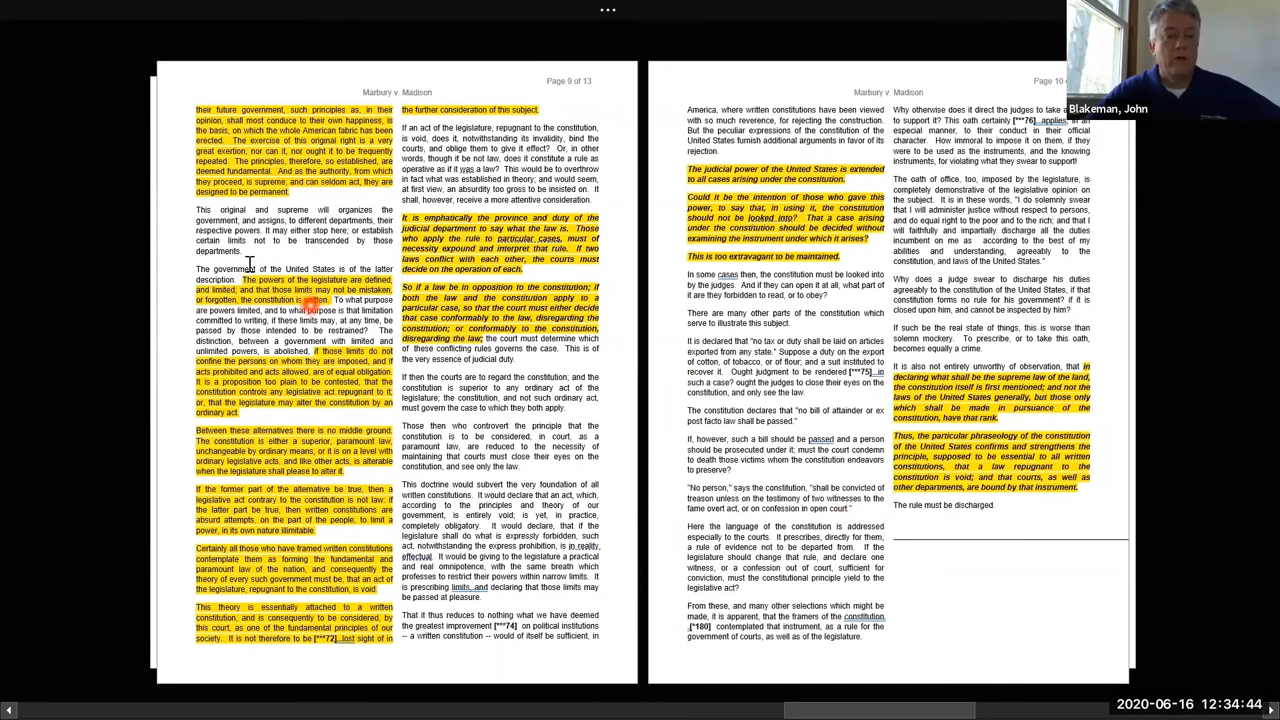 Page 9 of 13
Marbury v. Madison
their future government, such principles as, in their
opinion, shall most conduce to their own happiness, is
the basis, on which the whole American fabric has been
erected. The exercise of this original right is a very
great exertion; nor can it, nor ought it to be frequently
repeated. The principles, therefore, so established, are
deemed fundamental. And as the authority, from which
they proceed, is supreme, and can seldom act, they are
designed to be permanent.
This original and supreme will organizes the
government, and assigns, to different departments, their
respective powers. It may either stop here; or establish
certain limits not to be transcended by those
departments.
The government of the United States is of the latter
description. The powers of the legislature are defined,
and limited; and that those limits may not be mistaken,
or forgotten, the constitution is written. To what purpose
are powers limited, and to what purpose is that limitation
committed to writing, if these limits may, at any time, be
passed by those intended to be restrained? The
distinction, between a government with limited and
unlimited powers, is abolished, if those limits do not
confine the persons on whom they are imposed, and if
acts prohibited and acts allowed, are of equal obligation.
It is a proposition too plain to be contested, that the
constitution controls any legislative act repugnant to it;
or, that the legislature may alter the constitution by an
ordinary act.
Between these alternatives there is no middle ground.
The constitution is either a superior, paramount law,
unchangeable by ordinary means, or it is on a level with
ordinary legislative acts, and like other acts, is alterable
when the legislature shall please to alter it.
If the former part of the alternative be true, then a
legislative act contrary to the constitution is not law: if
the latter part be true, then written constitutions are
absurd attempts, on the part of the people, to limit a
power, in its own nature illimitable.
Certainly all those who have framed written constitutions
contemplate them as forming the fundamental and
paramount law of the nation, and consequently the
theory of every such government must be, that an act of
the legislature, repugnant to the constitution, is void.
This theory is essentially attached to a written
constitution, and is consequently to be considered, by
this court, as one of the fundamental principles of our
society. It is not therefore to be [***72] lost sight of in
the further consideration of this subject.
If an act of the legislature, repugnant to the constitution,
is void, does it, notwithstanding its invalidity, bind the
courts, and oblige them to give it effect? Or, in other
words, though it be not law, does it constitute a rule as
operative as if it was a law? This would be to overthrow
in fact what was established in theory; and would seem,
at first view, an absurdity too gross to be insisted on. It
shall, however, receive a more attentive consideration.
It is emphatically the province and duty of the
judicial department to say what the law is. Those
who apply the rule to particular cases, must of
necessity expound and interpret that rule. If two
laws conflict with each other, the courts must
decide on the operation of each.
So if a law be in opposition to the constitution; if
both the law and the constitution apply to a
particular case, so that the court must either decide
that case conformably to the law, disregarding the
constitution; or conformably to the constitution,
disregarding the law; the court must determine which
of these conflicting rules governs the case. This is of
the very essence of judicial duty.
If then the courts are to regard the constitution; and the
constitution is superior to any ordinary act of the
legislature; the constitution, and not such ordinary act,
must govern the case to which they both apply.
Those then who controvert the principle that the
constitution is to be considered, in court, as a
paramount law, are reduced to the necessity of
maintaining that courts must close their eyes on the
constitution, and see only the law.
This doctrine would subvert the very foundation of all
written constitutions. It would declare that an act, which,
according to the principles and theory of our
government, is entirely void; is yet, in practice,
completely obligatory. It would declare, that if the
legislature shall do what is expressly forbidden, such
act, notwithstanding the express prohibition, is in reality
effectual. It would be giving to the legislature a practical
and real omnipotence, with the same breath which
professes to restrict their powers within narrow limits. It
is prescribing limits, and declaring that those limits may
be passed at pleasure.
That it thus reduces to nothing what we have deemed
the greatest improvement [***74] on political institutions
-- a written constitution -- would of itself be sufficient, in
Page 10 o
Marbury v. Madison
America, where written constitutions have been viewed
with so much reverence, for rejecting the construction.
But the peculiar expressions of the constitution of the
United States furnish additional arguments in favor of its
rejection.
The judicial power of the United States is extended
to all cases arising under the constitution.
Could it be the intention of those who gave this
power, to say that, in using it, the constitution
should not be looked into? That a case arising
under the constitution should be decided without
examining the instrument under which it arises?
This is too extravagant to be maintained.
In some cases then, the constitution must be looked into
by the judges. And if they can open it at all, what part of
it are they forbidden to read, or to obey?
There are many other parts of the constitution which
serve to illustrate this subject.
It is declared that "no tax or duty shall be laid on articles
exported from any state." Suppose a duty on the export
of cotton, of tobacco, or of flour; and a suit instituted to
recover it. Ought judgment to be rendered [***75] in
such a case? ought the judges to close their eyes on the
constitution, and only see the law.
The constitution declares that "no bill of attainder or ex
post facto law shall be passed."
If, however, such a bill should be passed and a person
should be prosecuted under it; must the court condemn
to death those victims whom the constitution endeavors
to preserve?
"No person," says the constitution, "shall be convicted of
treason unless on the testimony of two witnesses to the
same overt act, or on confession in open court."
Here the language of the constitution is addressed
especially to the courts. It prescribes, directly for them,
a rule of evidence not to be departed from. If the
legislature should change that rule, and declare one
witness, or a confession out of court, sufficient for
conviction, must the constitutional principle yield to the
legislative act?
From these, and many other selections which might be
made, it is apparent, that the framers of the constitution
[*180] contemplated that instrument, as a rule for the
government of courts, as well as of the legislature.
Why otherwise does it direct the judges to take a
to support it? This oath certainly [***76] applies, in an
especial manner, to their conduct in their official
character. How immoral to impose it on them, if they
were to be used as the instruments, and the knowing
instruments, for violating what they swear to support!
The oath of office, too, imposed by the legislature, is
completely demonstrative of the legislative opinion on
the subject. It is in these words, "I do solemnly swear
that I will administer justice without respect to persons,
and do equal right to the poor and to the rich; and that I
will faithfully and impartially discharge all the duties
incumbent on me as according to the best of my
abilities and understanding, agreeably to the
constitution, and laws of the United States."
Why does a judge swear to discharge his duties
agreeably to the constitution of the United States, if that
constitution forms no rule for his government? if it is
closed upon him, and cannot be inspected by him?
If such be the real state of things, this is worse than
solemn mockery. To prescribe, or to take this oath,
becomes equally a crime.
It is also not entirely unworthy of observation, that in
declaring what shall be the supreme law of the land,
the constitution itself is first mentioned; and not the
laws of the United States generally, but those only
which shall be made in pursuance of the
constitution, have that rank.
Thus, the particular phraseology of the constitution
of the United States confirms and strengthens the
principle, supposed to be essential to all written
constitutions, that a law repugnant to the
constitution is void; and that courts, as well as
other departments, are bound by that instrument.
The rule must be discharged.
Blakeman, John
2020-06-16 12:34:44